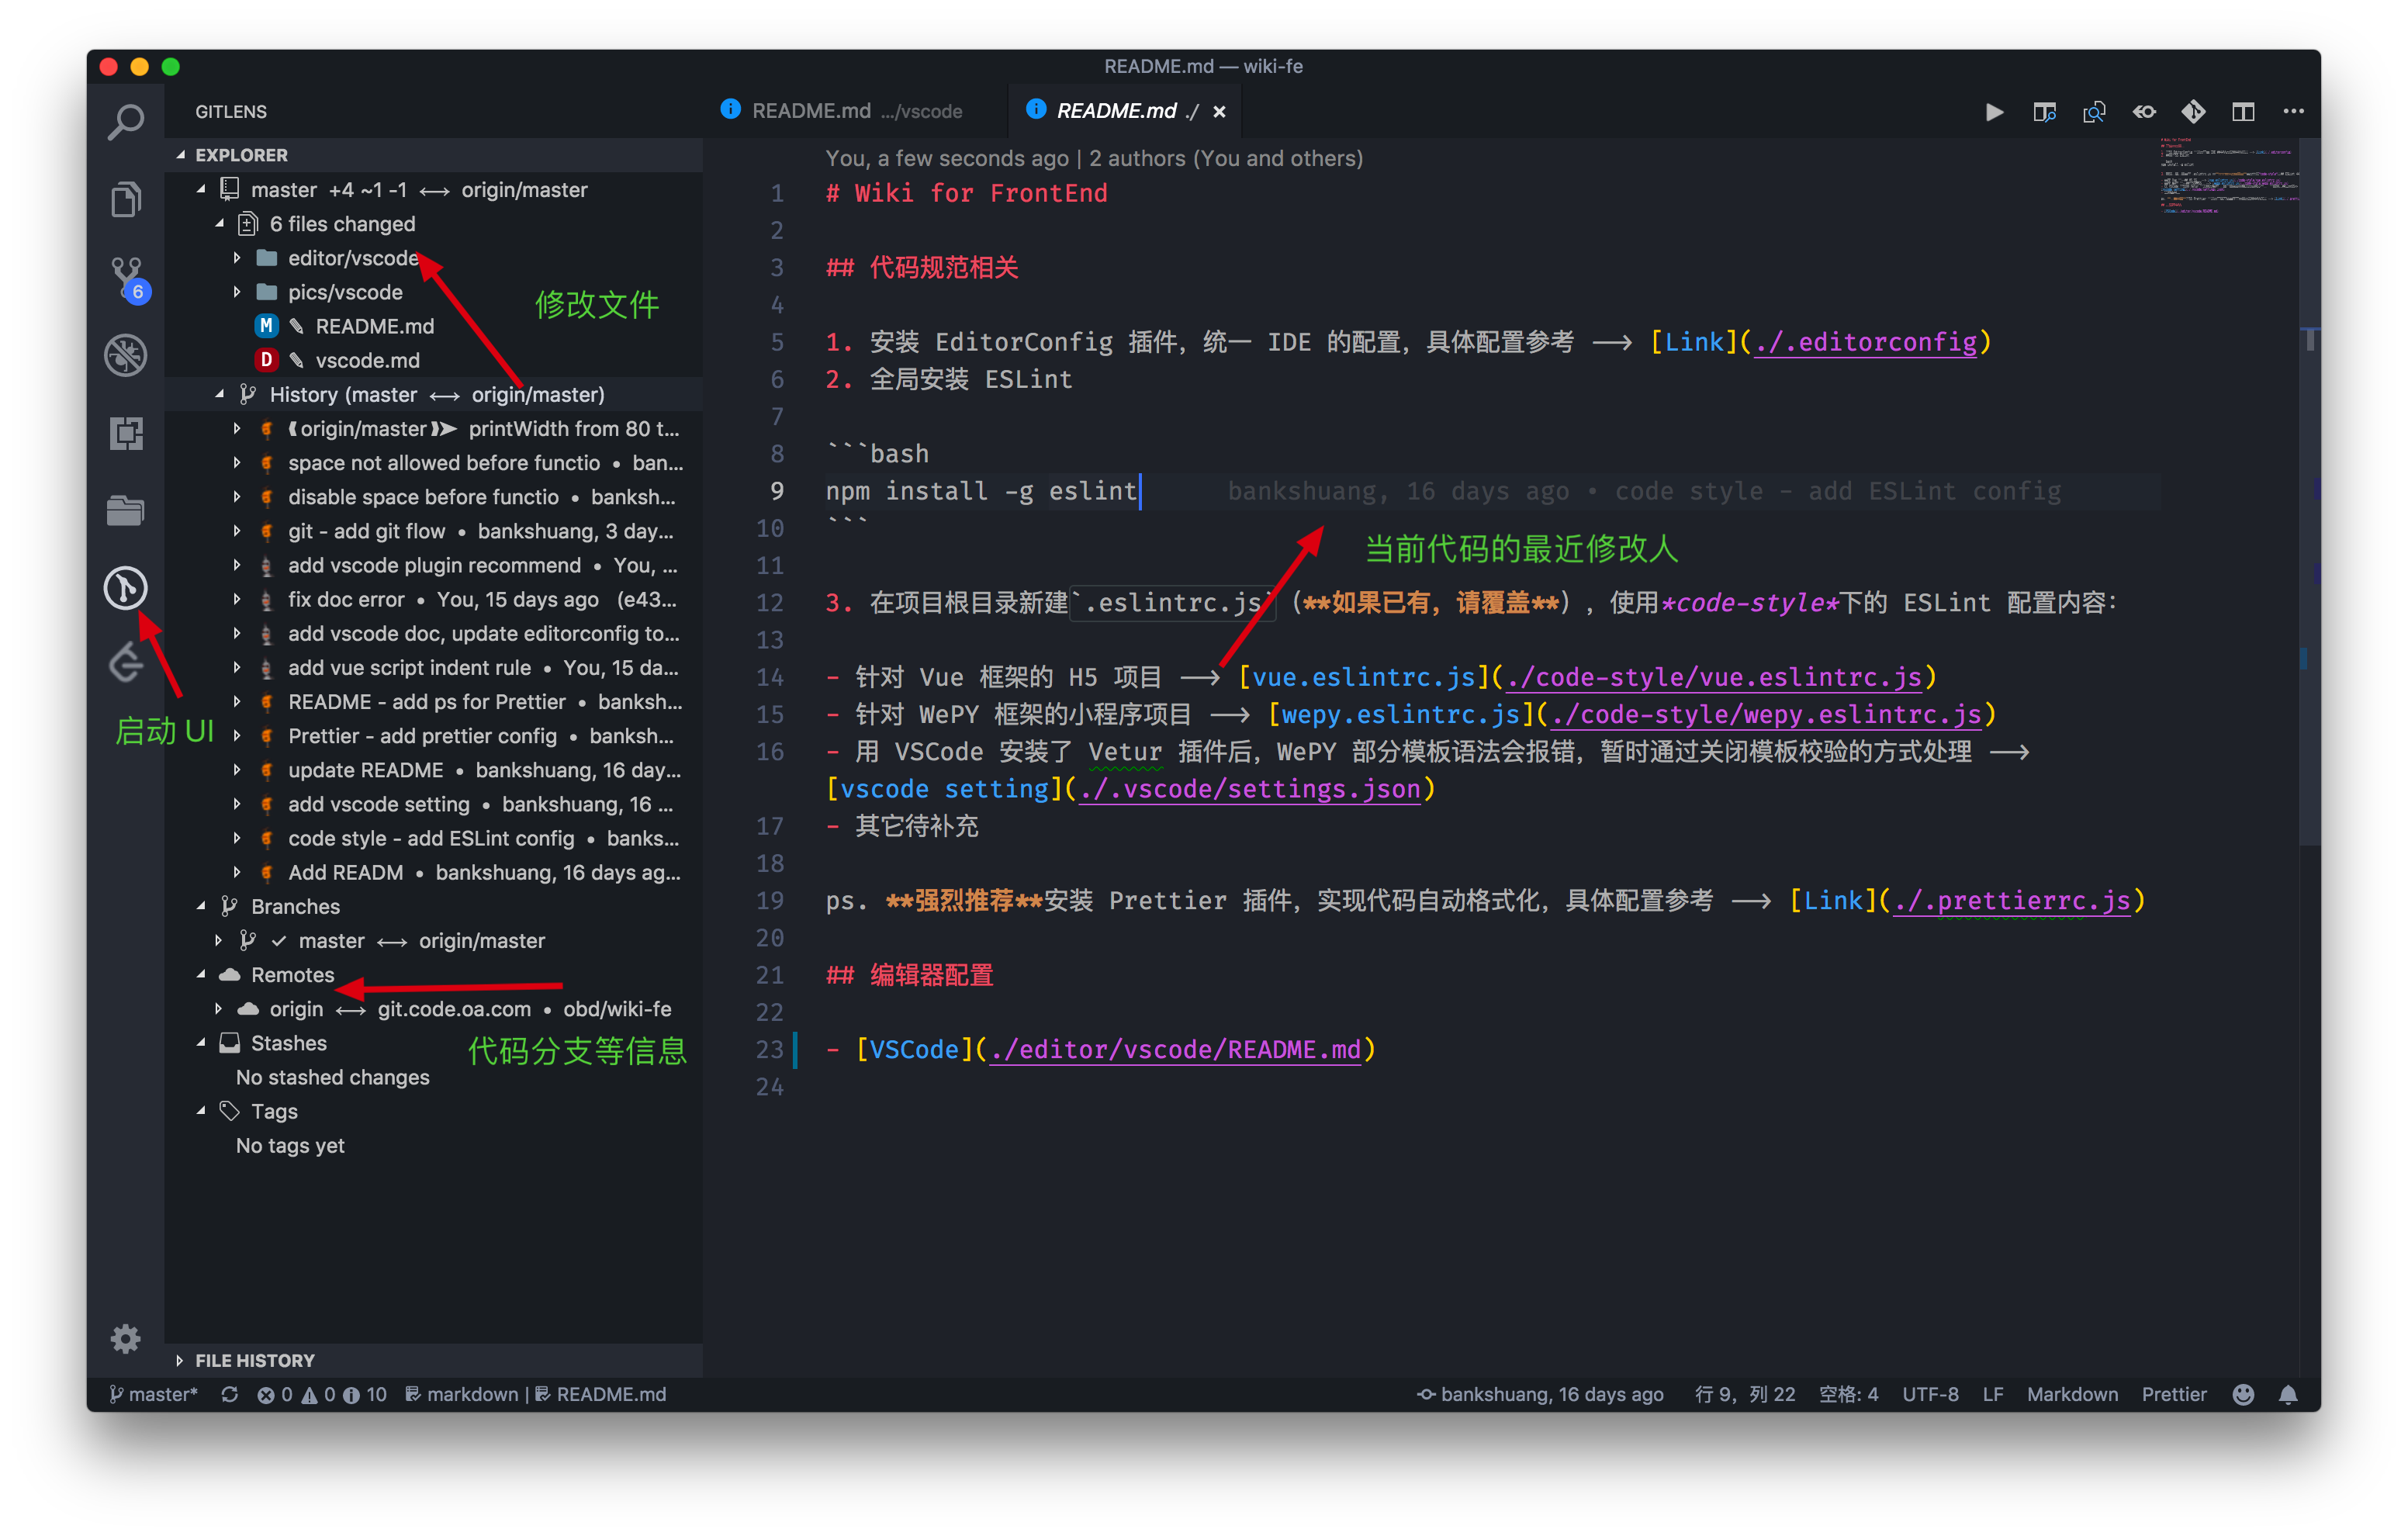 README.md — wiki-fe
GITLENS
EXPLORER
master +4 ~1 -1 ⟷ origin/master
6 files changed
editor/vscode
pics/vscode
M README.md
D vscode.md
修改文件
History (master ⟷ origin/master)
origin/master printWidth from 80 t...
space not allowed before functio • ban...
disable space before functio • banksh...
git - add git flow • bankshuang, 3 day...
add vscode plugin recommend • You, ...
fix doc error • You, 15 days ago (e43...
add vscode doc, update editorconfig to...
add vue script indent rule • You, 15 da...
README - add ps for Prettier • banksh...
Prettier - add prettier config • banksh...
update README • bankshuang, 16 day...
add vscode setting • bankshuang, 16 ...
code style - add ESLint config • banks...
Add READM • bankshuang, 16 days ag...
Branches
✓ master ⟷ origin/master
Remotes
origin ⟷ git.code.oa.com • obd/wiki-fe
Stashes
No stashed changes
Tags
No tags yet
FILE HISTORY
6
启动 UI
代码分支等信息
README.md .../vscode
README.md ./ ×
You, a few seconds ago | 2 authors (You and others)
1 # Wiki for FrontEnd
2
3 ## 代码规范相关
4
5 1. 安装 EditorConfig 插件，统一 IDE 的配置，具体配置参考 ⟶ [Link](./.editorconfig)
6 2. 全局安装 ESLint
7
8 ```bash
9 npm install -g eslint bankshuang, 16 days ago • code style - add ESLint config
10 ```
当前代码的最近修改人
11
12 3. 在项目根目录新建`.eslintrc.js`（**如果已有，请覆盖**），使用*code-style*下的 ESLint 配置内容：
13
14 - 针对 Vue 框架的 H5 项目 ⟶ [vue.eslintrc.js](./code-style/vue.eslintrc.js)
15 - 针对 WePY 框架的小程序项目 ⟶ [wepy.eslintrc.js](./code-style/wepy.eslintrc.js)
16 - 用 VSCode 安装了 Vetur 插件后，WePY 部分模板语法会报错，暂时通过关闭模板校验的方式处理 ⟶
[vscode setting](./.vscode/settings.json)
17 - 其它待补充
18
19 ps. **强烈推荐**安装 Prettier 插件，实现代码自动格式化，具体配置参考 ⟶ [Link](./.prettierrc.js)
20
21 ## 编辑器配置
22
23 - [VSCode](./editor/vscode/README.md)
24
master* 0 0 10 markdown | README.md
bankshuang, 16 days ago 行 9，列 22 空格: 4 UTF-8 LF Markdown Prettier